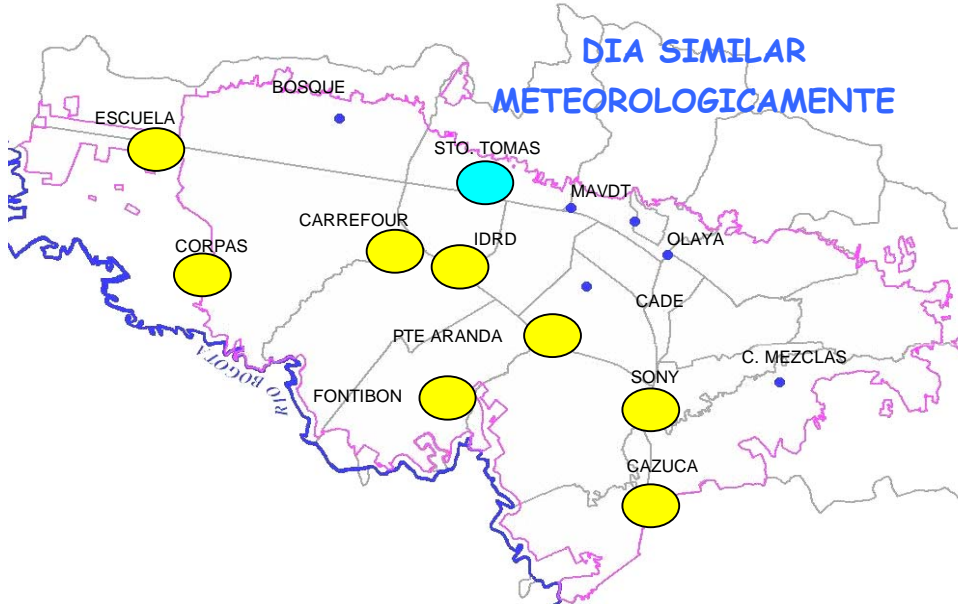 DIA SIMILAR
METEOROLOGICAMENTE
BOSQUE
ESCUELA
STO. TOMAS
MAVDT
CARREFOUR
IDRD
OLAYA
CORPAS
CADE
PTE ARANDA
RIO BOGOTA
C. MEZCLAS
SONY
FONTIBON
CAZUCA